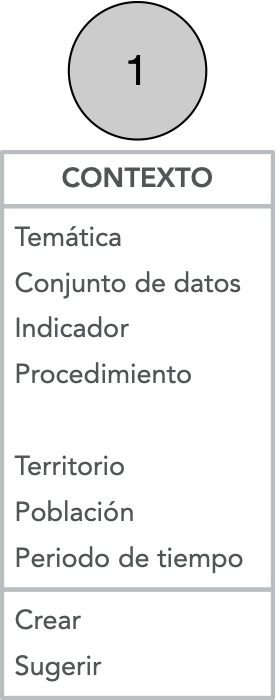 1
CONTEXTO
Temática
Conjunto de datos
Indicador
Procedimiento
Territorio
Población
Periodo de tiempo
Crear
Sugerir